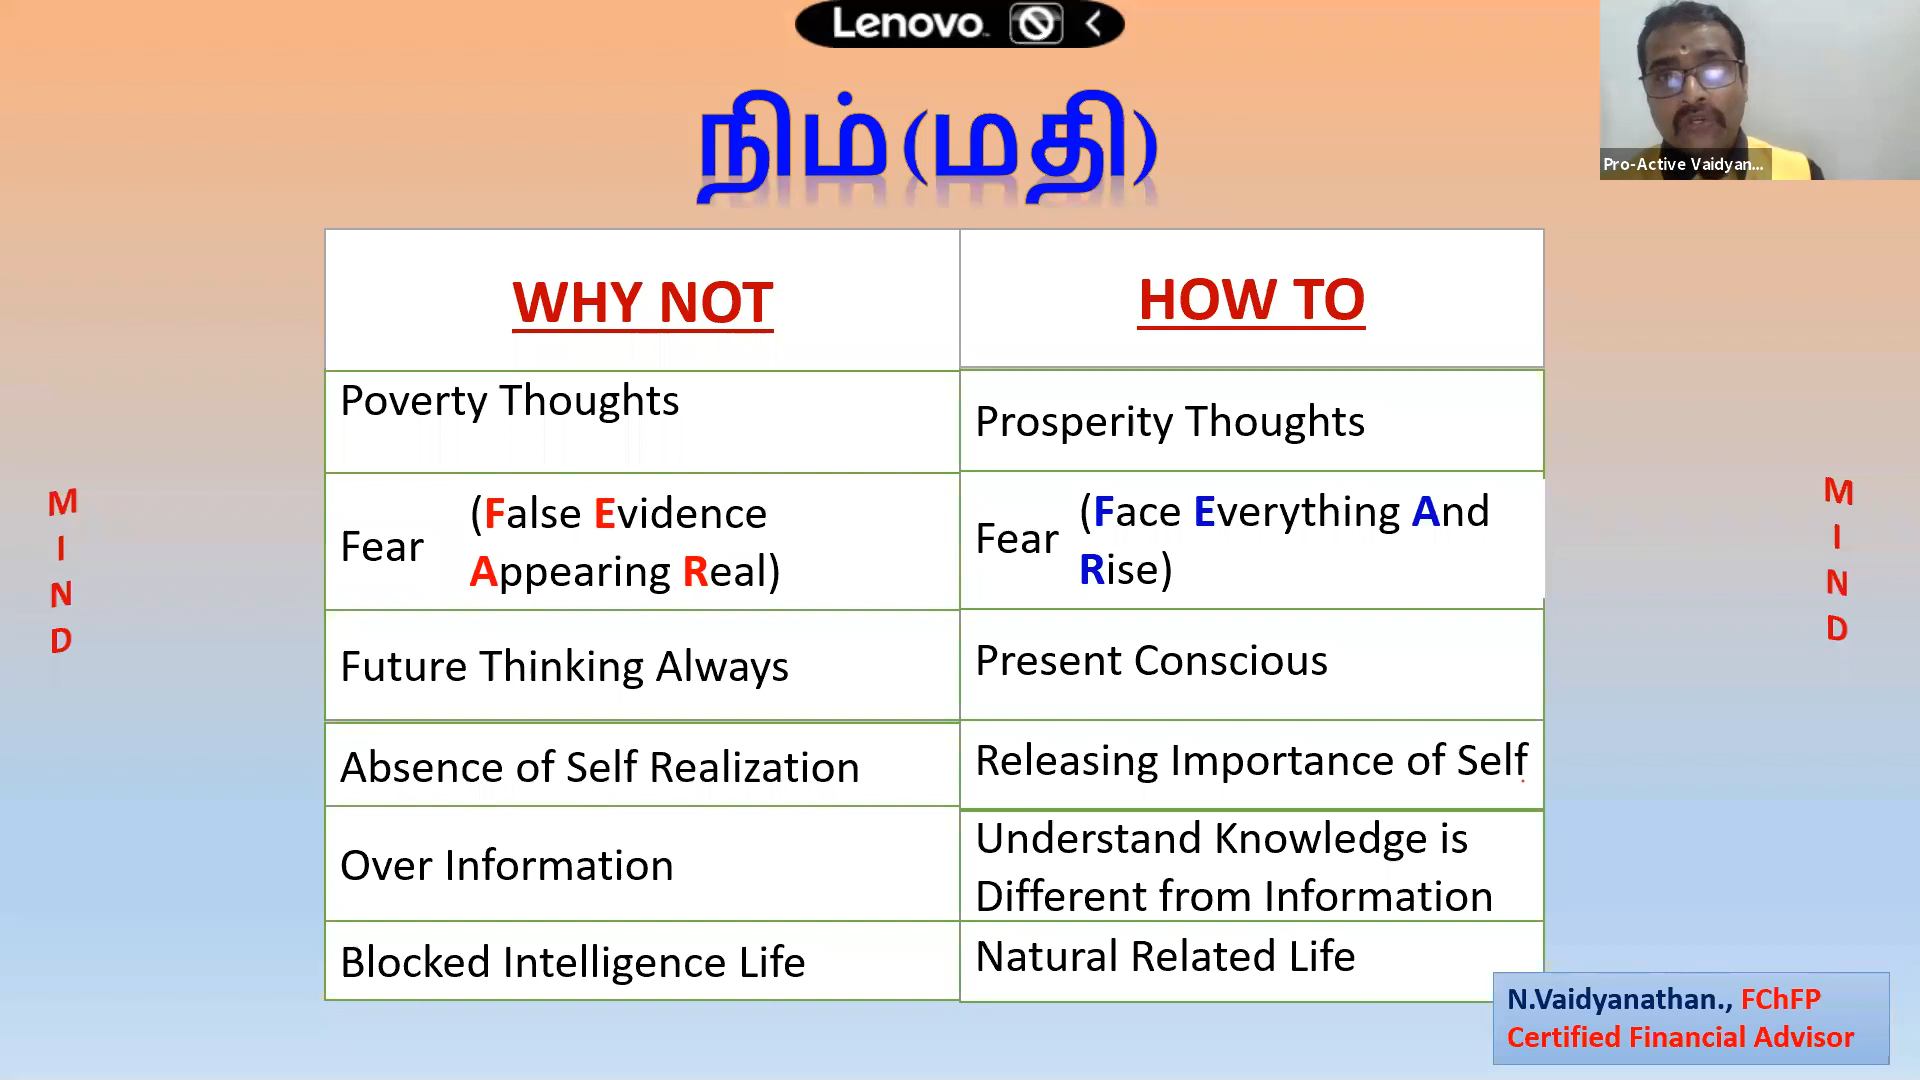 Lenovo
Pro-Active Vaidyan...
நிம்(மதி)
WHY NOT
HOW TO
Poverty Thoughts
Prosperity Thoughts
Fear
(False Evidence
Appearing Real)
Fear
(Face Everything And
Rise)
Future Thinking Always
Present Conscious
Absence of Self Realization
Releasing Importance of Self
Over Information
Understand Knowledge is
Different from Information
Blocked Intelligence Life
Natural Related Life
M
I
N
D
M
I
N
D
N.Vaidyanathan., FChFP
Certified Financial Advisor